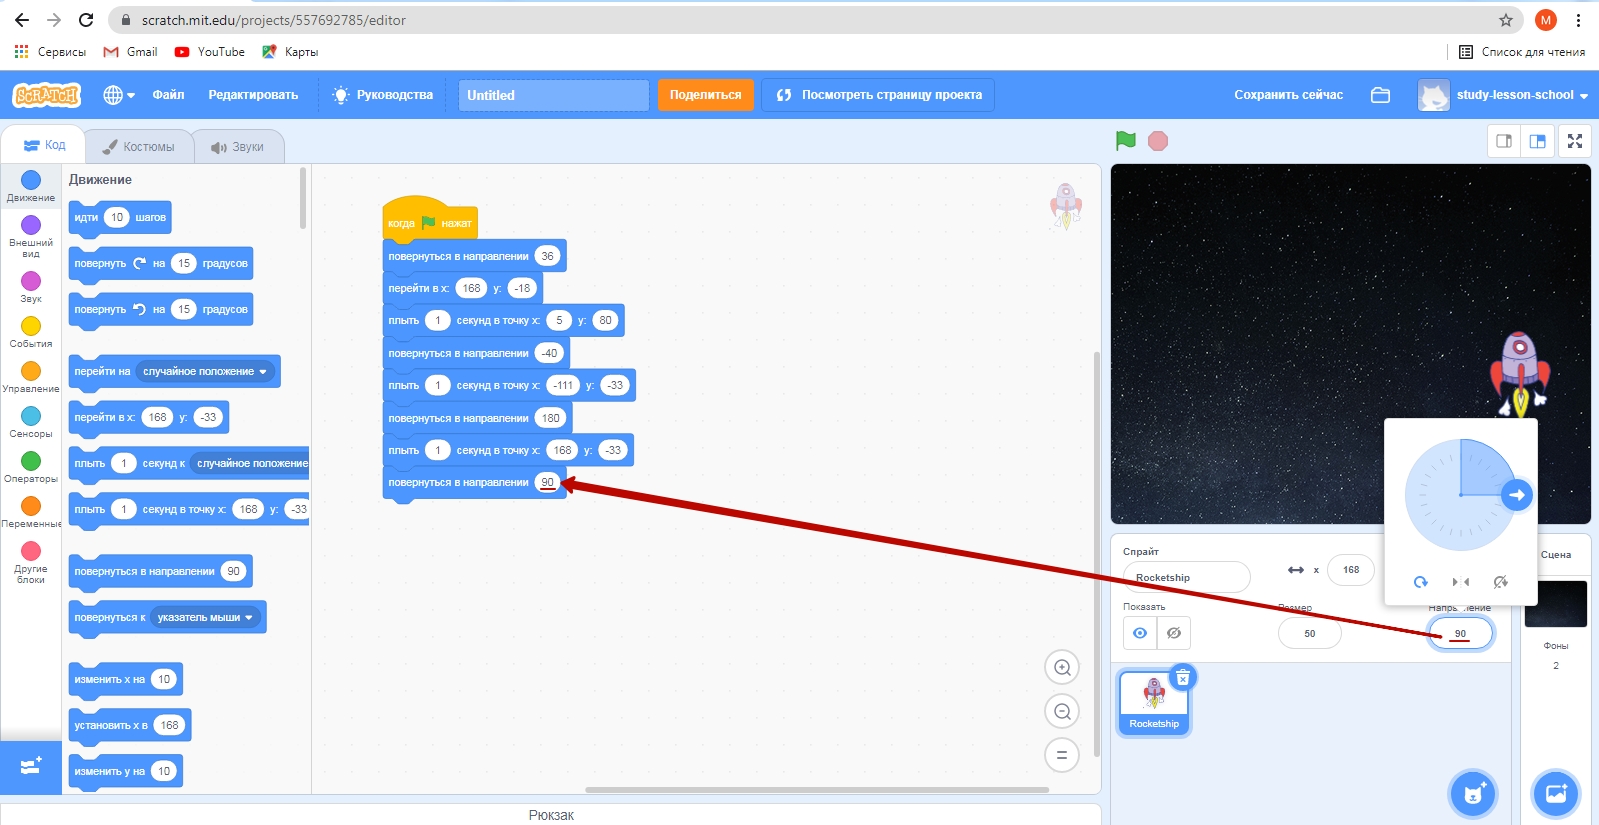 scratch.mit.edu/projects/557692785/editor
M
Сервисы Gmail YouTube Карты Список для чтения
SCRATCH Файл Редактировать Руководства Untitled Поделиться Посмотреть страницу проекта Сохранить сейчас study-lesson-school
Код Костюмы Звуки
Движение
Внешний вид
Звук
События
Управление
Сенсоры
Операторы
Переменные
Другие блоки
Движение
идти 10 шагов
повернуть на 15 градусов
повернуть на 15 градусов
перейти на случайное положение
перейти в x: 168 y: -33
плыть 1 секунд к случайное положение
плыть 1 секунд в точку x: 168 y: -33
повернуться в направлении 90
повернуться к указатель мыши
изменить x на 10
установить x в 168
изменить y на 10
когда нажат
повернуться в направлении 36
перейти в x: 168 y: -18
плыть 1 секунд в точку x: 5 y: 80
повернуться в направлении -40
плыть 1 секунд в точку x: -111 y: -33
повернуться в направлении 180
плыть 1 секунд в точку x: 168 y: -33
повернуться в направлении 90
Рюкзак
Спрайт
Rocketship
x 168
Показать
Размер
50
90
Rocketship
Сцена
Фоны
2